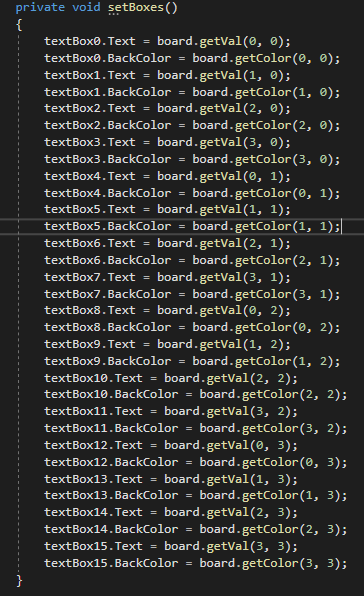 private void setBoxes()
{
textBox0.Text = board.getVal(0, 0);
textBox0.BackColor = board.getColor(0, 0);
textBox1.Text = board.getVal(1, 0);
textBox1.BackColor = board.getColor(1, 0);
textBox2.Text = board.getVal(2, 0);
textBox2.BackColor = board.getColor(2, 0);
textBox3.Text = board.getVal(3, 0);
textBox3.BackColor = board.getColor(3, 0);
textBox4.Text = board.getVal(0, 1);
textBox4.BackColor = board.getColor(0, 1);
textBox5.Text = board.getVal(1, 1);
textBox5.BackColor = board.getColor(1, 1);
textBox6.Text = board.getVal(2, 1);
textBox6.BackColor = board.getColor(2, 1);
textBox7.Text = board.getVal(3, 1);
textBox7.BackColor = board.getColor(3, 1);
textBox8.Text = board.getVal(0, 2);
textBox8.BackColor = board.getColor(0, 2);
textBox9.Text = board.getVal(1, 2);
textBox9.BackColor = board.getColor(1, 2);
textBox10.Text = board.getVal(2, 2);
textBox10.BackColor = board.getColor(2, 2);
textBox11.Text = board.getVal(3, 2);
textBox11.BackColor = board.getColor(3, 2);
textBox12.Text = board.getVal(0, 3);
textBox12.BackColor = board.getColor(0, 3);
textBox13.Text = board.getVal(1, 3);
textBox13.BackColor = board.getColor(1, 3);
textBox14.Text = board.getVal(2, 3);
textBox14.BackColor = board.getColor(2, 3);
textBox15.Text = board.getVal(3, 3);
textBox15.BackColor = board.getColor(3, 3);
}